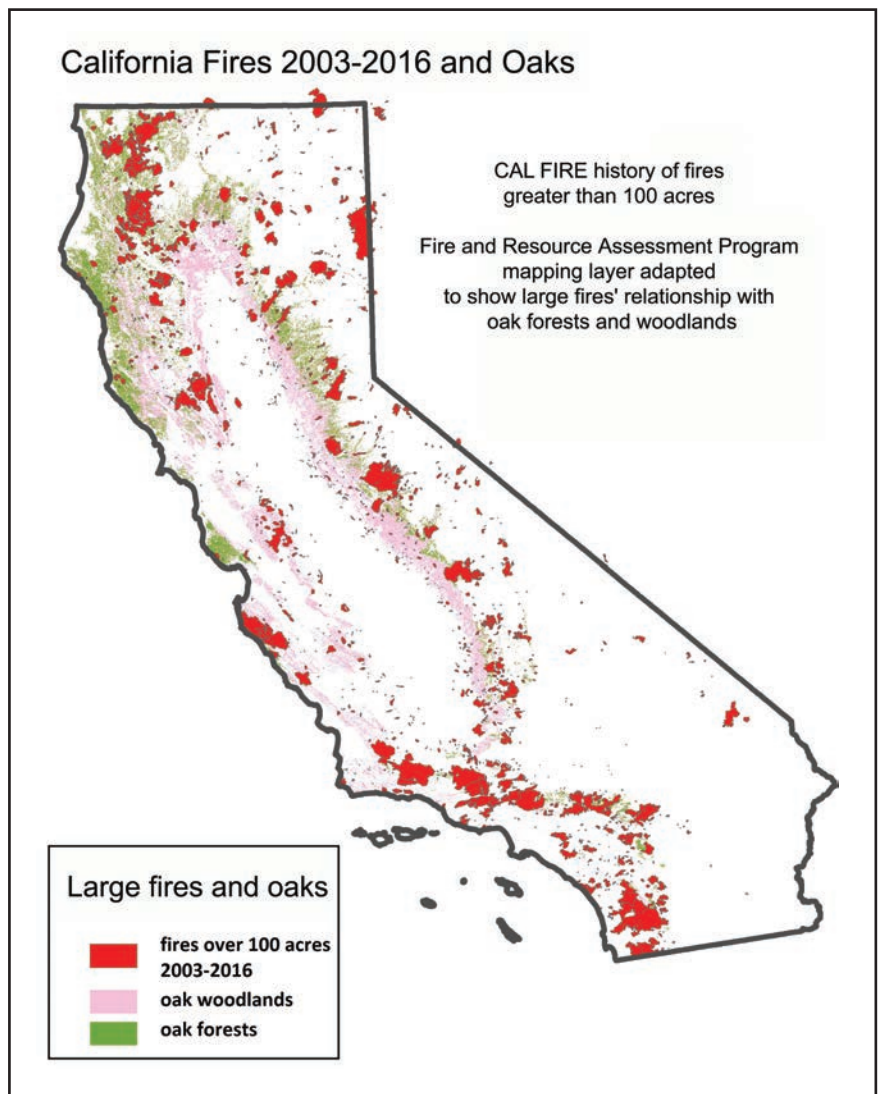 California Fires 2003-2016 and Oaks
CAL FIRE history of fires
greater than 100 acres
Fire and Resource Assessment Program
mapping layer adapted
to show large fires' relationship with
oak forests and woodlands
Large fires and oaks
fires over 100 acres
2003-2016
oak woodlands
oak forests